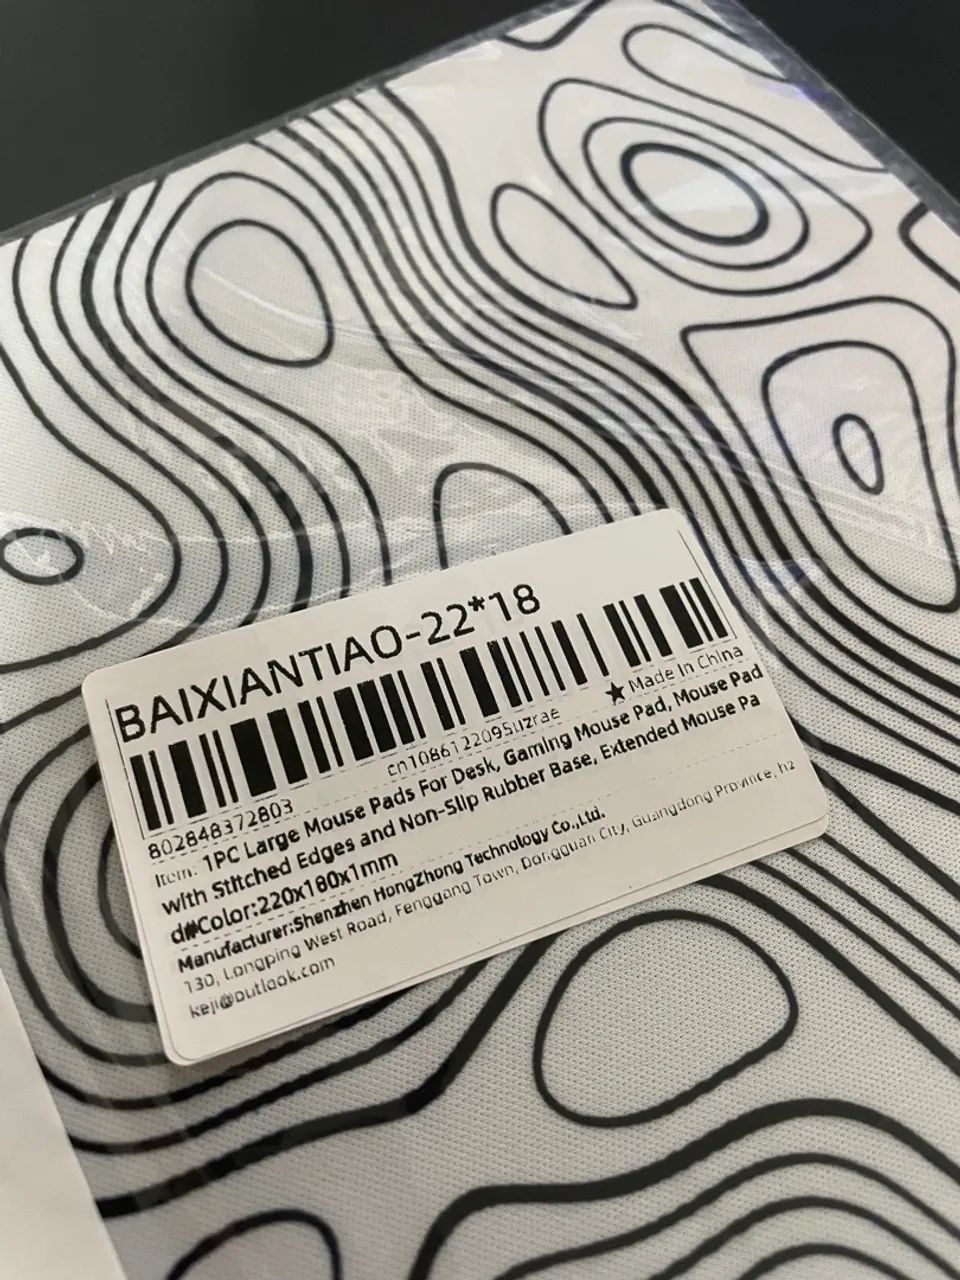 BAIXIANTIAO-22*18
802848372803
cn1086122095uzrae
★ Made In China
Item: 1PC Large Mouse Pads For Desk, Gaming Mouse Pad, Mouse Pad
with Stitched Edges and Non-Slip Rubber Base, Extended Mouse Pa
d#Color:220x180x1mm
Manufacturer:Shenzhen HongZhong Technology Co.,Ltd.
130, Longping West Road, Fenggang Town, Dongguan City, Guangdong Province, hz
keji@outlook.com